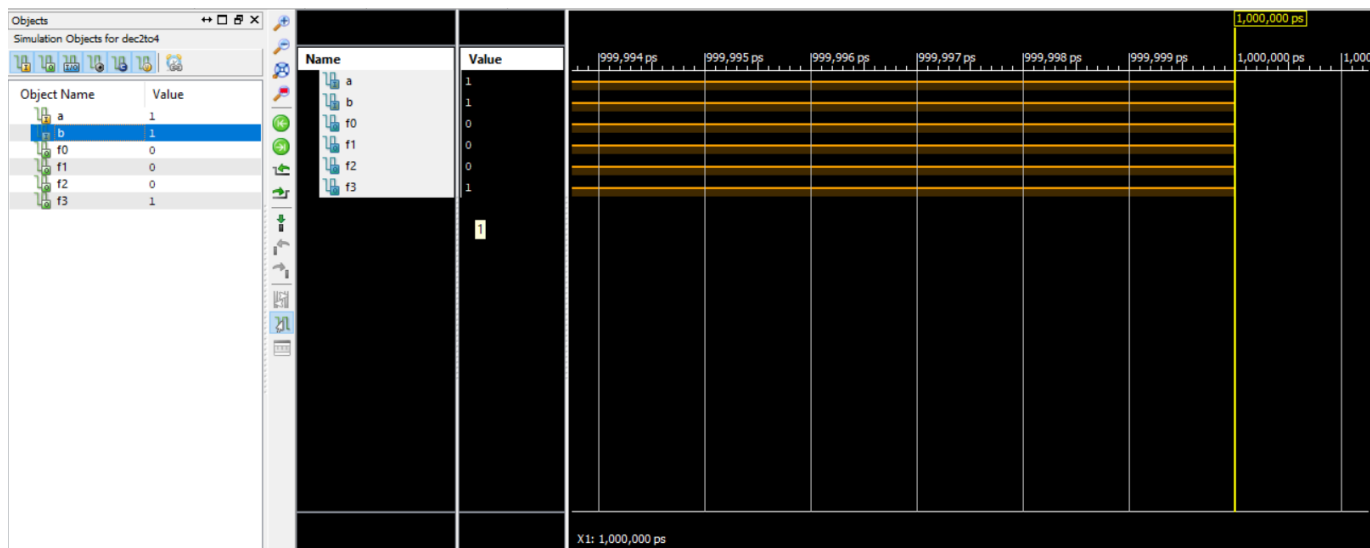 Objects
Simulation Objects for dec2to4
Object Name Value
a 1
b 1
f0 0
f1 0
f2 0
f3 1
Name Value
a 1
b 1
f0 0
f1 0
f2 0
f3 1
1
1,000,000 ps
999,994 ps 999,995 ps 999,996 ps 999,997 ps 999,998 ps 999,999 ps 1,000,000 ps 1,000
X1: 1,000,000 ps